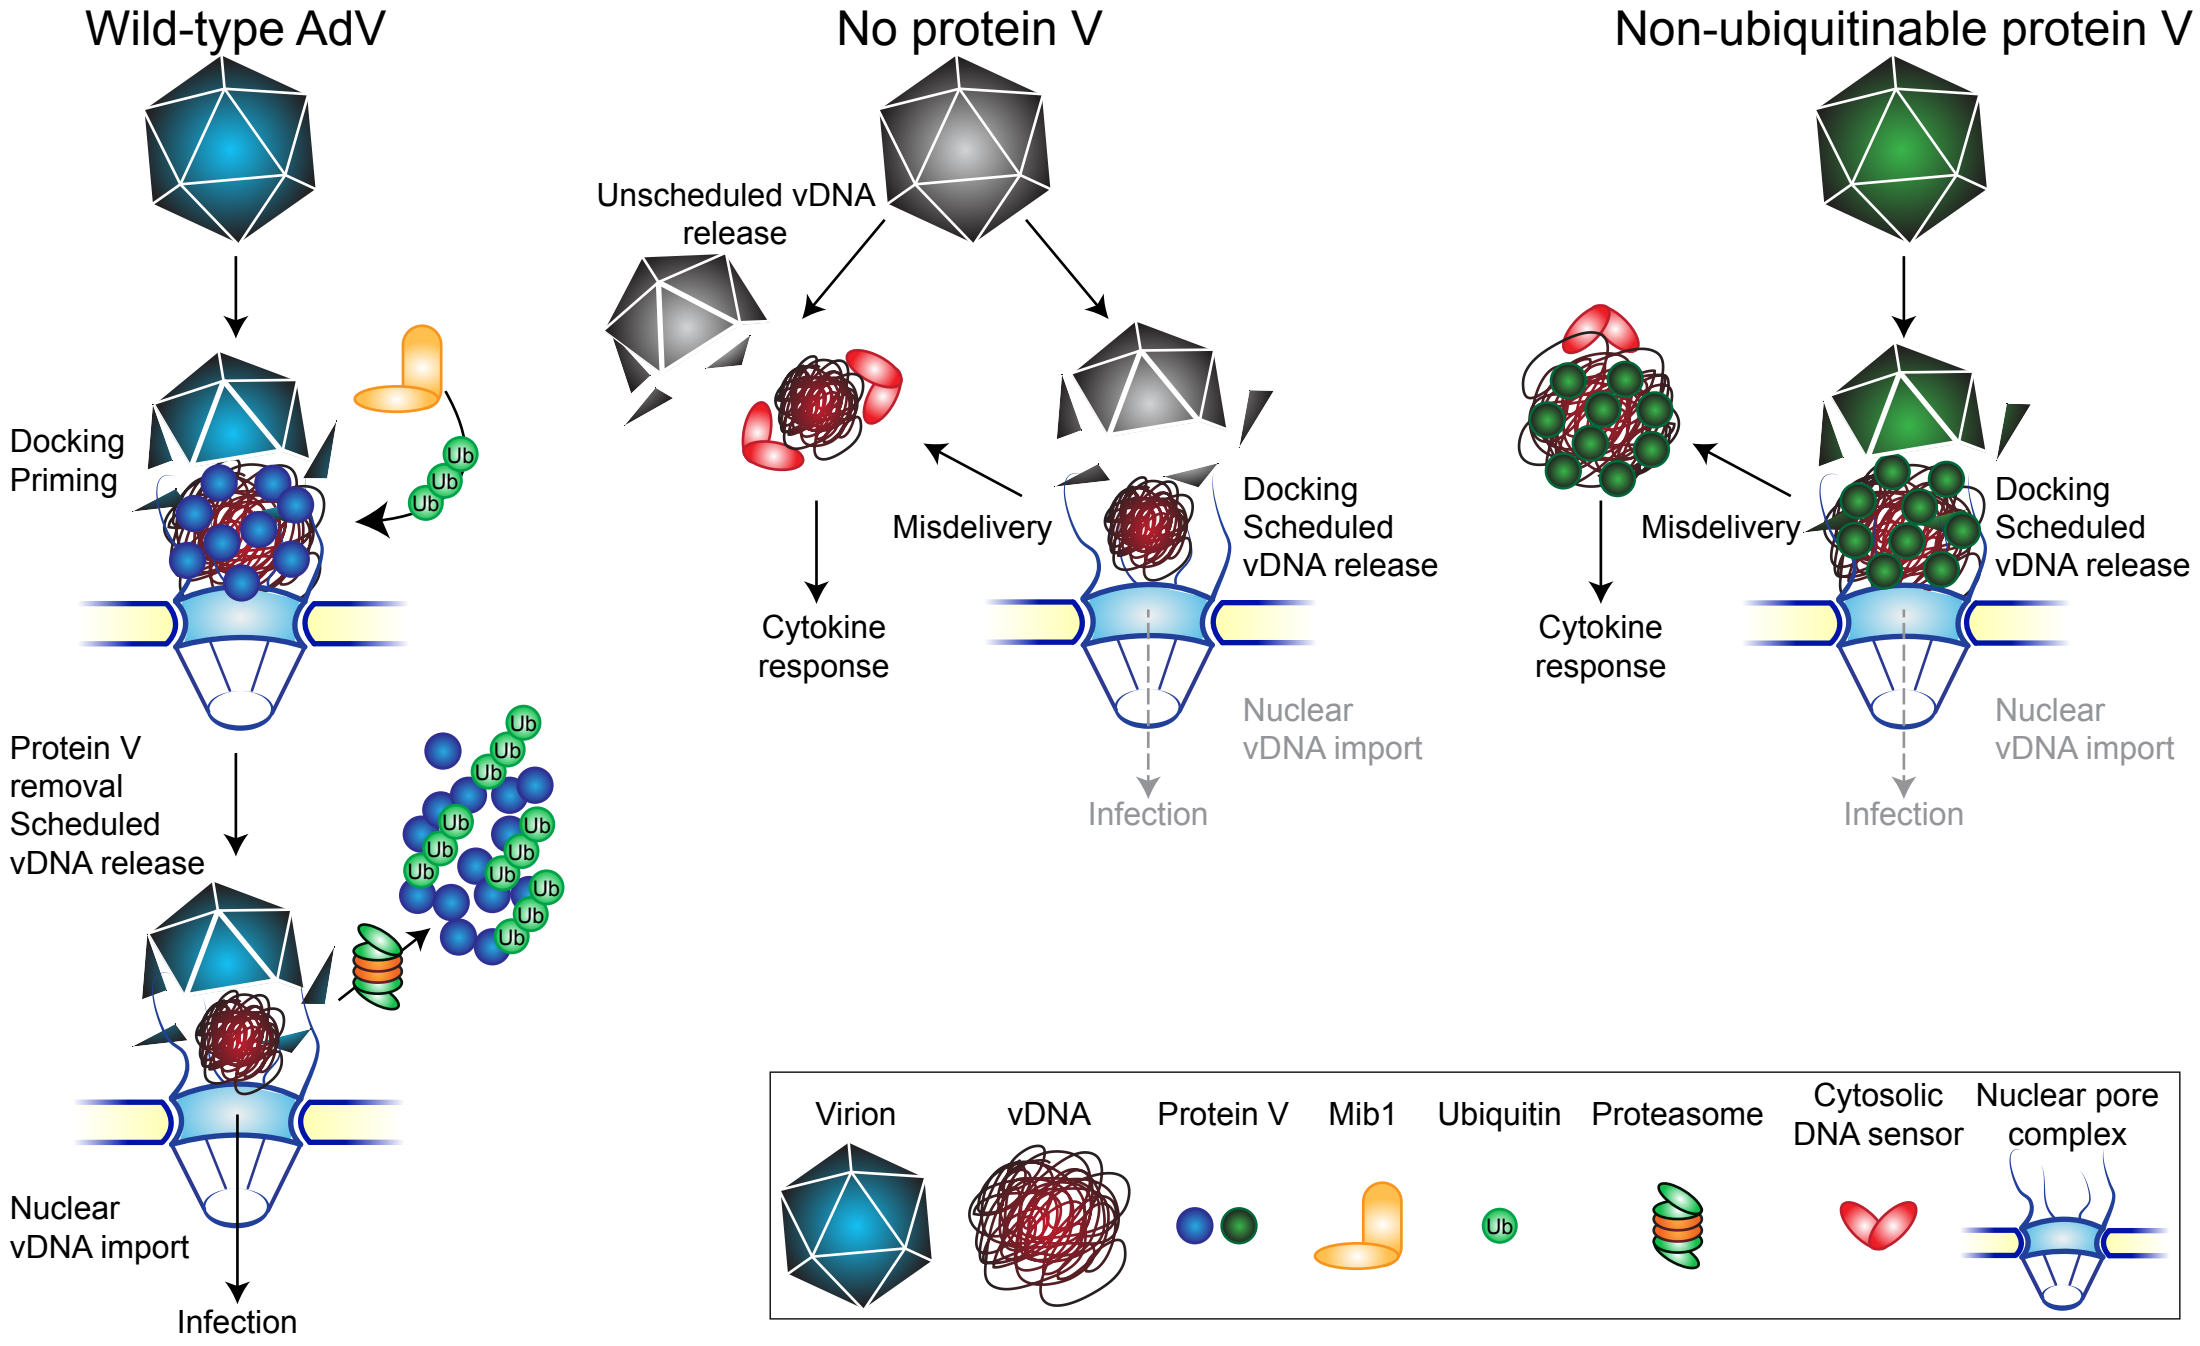 Wild-type AdV
Docking
Priming
Ub
Ub
Ub
Protein V
removal
Scheduled
vDNA release
Ub
Ub
Ub
Ub
Ub
Ub
Ub
Ub
Ub
Ub
Ub
Ub
Nuclear
vDNA import
Infection
No protein V
Unscheduled vDNA
release
Misdelivery
Docking
Scheduled
vDNA release
Cytokine
response
Nuclear
vDNA import
Infection
Non-ubiquitinable protein V
Misdelivery
Docking
Scheduled
vDNA release
Cytokine
response
Nuclear
vDNA import
Infection
Virion
vDNA
Protein V
Mib1
Ubiquitin
Ub
Proteasome
Cytosolic
DNA sensor
Nuclear pore
complex